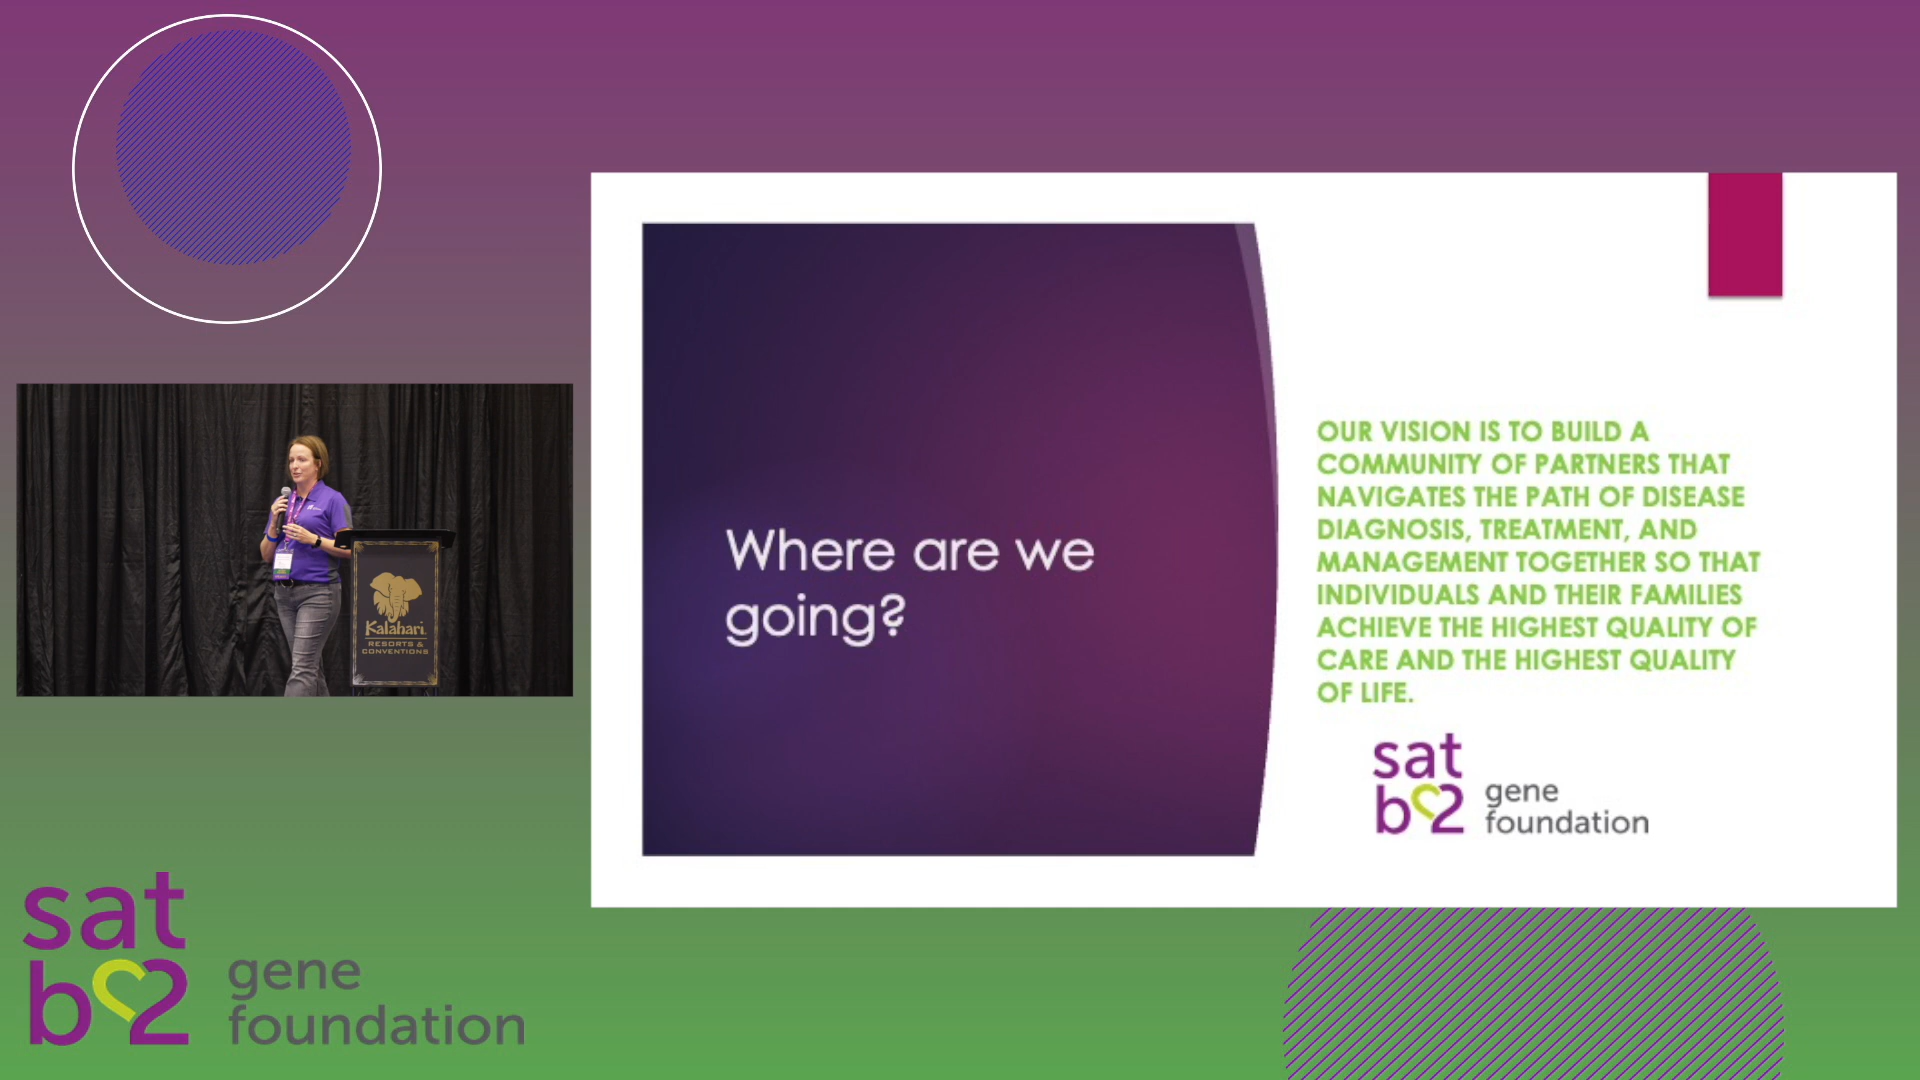 Where are we
going?
OUR VISION IS TO BUILD A
COMMUNITY OF PARTNERS THAT
NAVIGATES THE PATH OF DISEASE
DIAGNOSIS, TREATMENT, AND
MANAGEMENT TOGETHER SO THAT
INDIVIDUALS AND THEIR FAMILIES
ACHIEVE THE HIGHEST QUALITY OF
CARE AND THE HIGHEST QUALITY
OF LIFE.
sat
b2
gene
foundation
Kalahari
RESORTS &
CONVENTIONS
sat
b2
gene
foundation